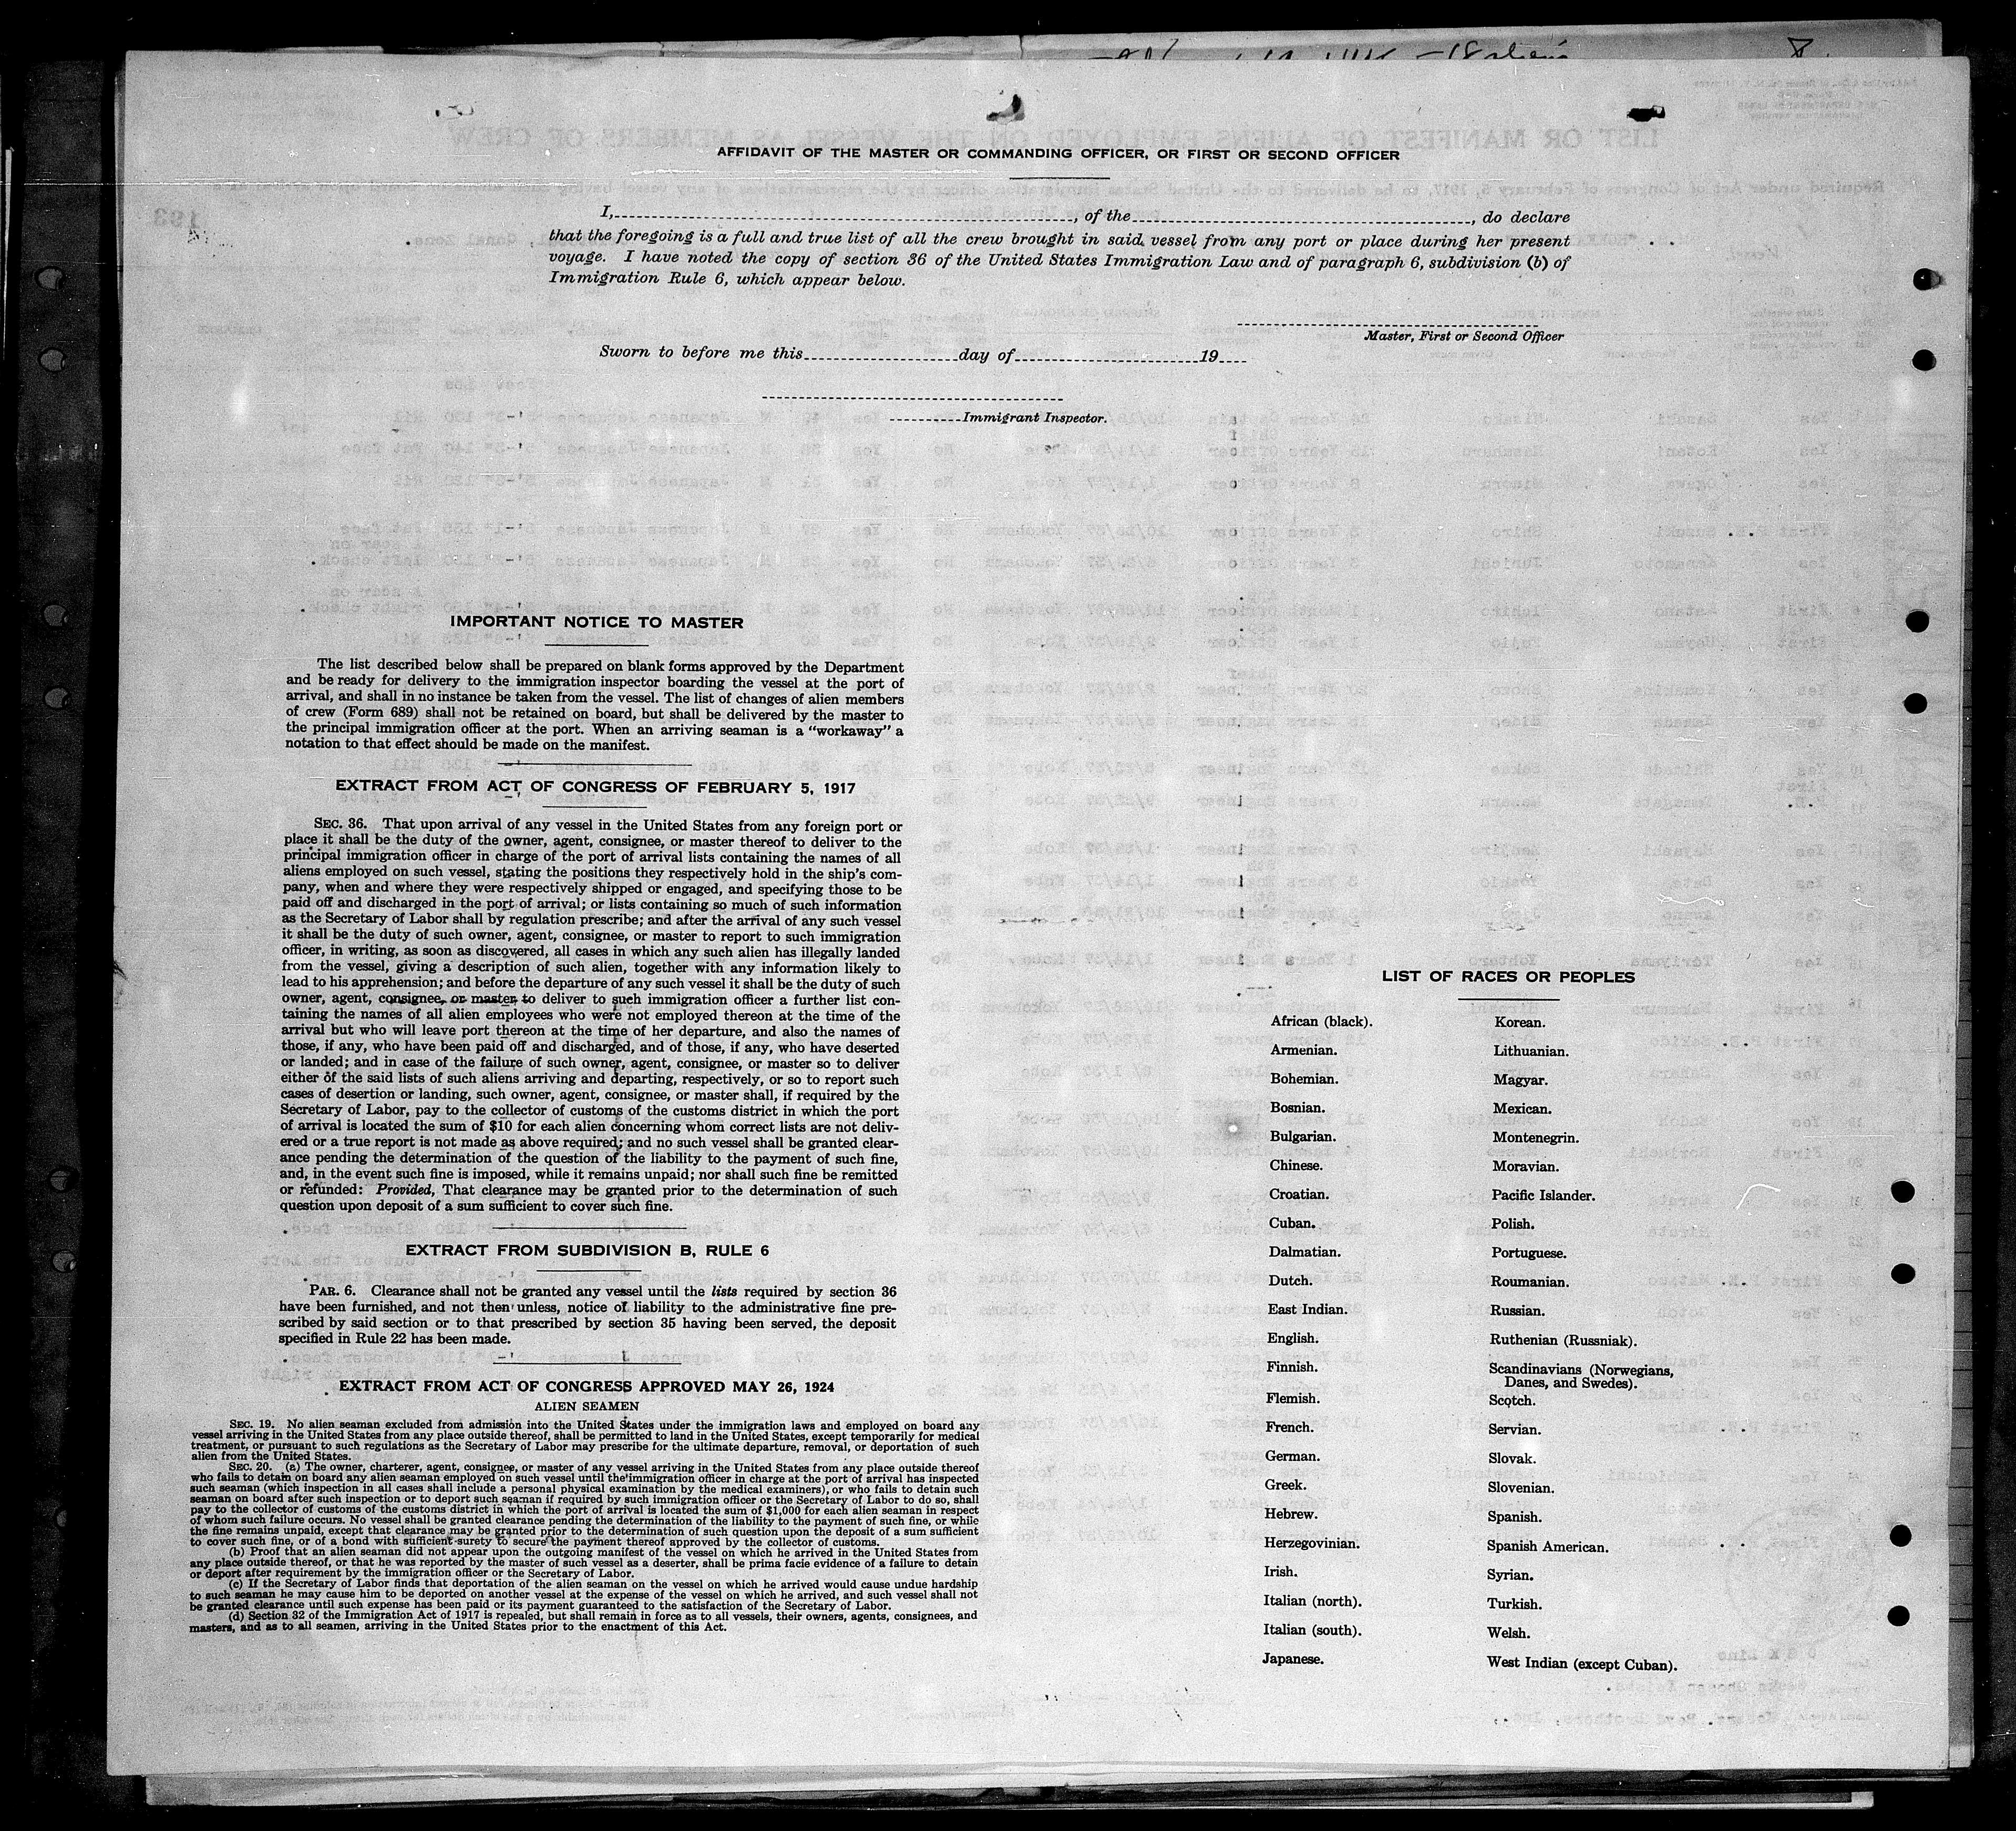 AFFIDAVIT OF THE MASTER OR COMMANDING OFFICER, OR FIRST OR SECOND OFFICER
I, , of the , do declare
that the foregoing is a full and true list of all the crew brought in said vessel from any port or place during her present
voyage. I have noted the copy of section 36 of the United States Immigration Law and of paragraph 6, subdivision (b) of
Immigration Rule 6, which appear below.
Master, First or Second Officer
Sworn to before me this day of 19
Immigrant Inspector.
IMPORTANT NOTICE TO MASTER
The list described below shall be prepared on blank forms approved by the Department
and be ready for delivery to the immigration inspector boarding the vessel at the port of
arrival, and shall in no instance be taken from the vessel. The list of changes of alien members
of crew (Form 689) shall not be retained on board, but shall be delivered by the master to
the principal immigration officer at the port. When an arriving seaman is a "workaway" a
notation to that effect should be made on the manifest.
EXTRACT FROM ACT OF CONGRESS OF FEBRUARY 5, 1917
SEC. 36. That upon arrival of any vessel in the United States from any foreign port or
place it shall be the duty of the owner, agent, consignee, or master thereof to deliver to the
principal immigration officer in charge of the port of arrival lists containing the names of all
aliens employed on such vessel, stating the positions they respectively hold in the ship's com-
pany, when and where they were respectively shipped or engaged, and specifying those to be
paid off and discharged in the port of arrival; or lists containing so much of such information
as the Secretary of Labor shall by regulation prescribe; and after the arrival of any such vessel
it shall be the duty of such owner, agent, consignee, or master to report to such immigration
officer, in writing, as soon as discovered, all cases in which any such alien has illegally landed
from the vessel, giving a description of such alien, together with any information likely to
lead to his apprehension; and before the departure of any such vessel it shall be the duty of such
owner, agent, consignee, or master to deliver to such immigration officer a further list con-
taining the names of all alien employees who were not employed thereon at the time of the
arrival but who will leave port thereon at the time of her departure, and also the names of
those, if any, who have been paid off and discharged, and of those, if any, who have deserted
or landed; and in case of the failure of such owner, agent, consignee, or master so to deliver
either of the said lists of such aliens arriving and departing, respectively, or so to report such
cases of desertion or landing, such owner, agent, consignee, or master shall, if required by the
Secretary of Labor, pay to the collector of customs of the customs district in which the port
of arrival is located the sum of $10 for each alien concerning whom correct lists are not deliv-
ered or a true report is not made as above required; and no such vessel shall be granted clear-
ance pending the determination of the question of the liability to the payment of such fine,
and, in the event such fine is imposed, while it remains unpaid; nor shall such fine be remitted
or refunded: Provided, That clearance may be granted prior to the determination of such
question upon deposit of a sum sufficient to cover such fine.
EXTRACT FROM SUBDIVISION B, RULE 6
PAR. 6. Clearance shall not be granted any vessel until the lists required by section 36
have been furnished, and not then unless, notice of liability to the administrative fine pre-
scribed by said section or to that prescribed by section 35 having been served, the deposit
specified in Rule 22 has been made.
EXTRACT FROM ACT OF CONGRESS APPROVED MAY 26, 1924
ALIEN SEAMEN
SEC. 19. No alien seaman excluded from admission into the United States under the immigration laws and employed on board any
vessel arriving in the United States from any place outside thereof, shall be permitted to land in the United States, except temporarily for medical
treatment, or pursuant to such regulations as the Secretary of Labor may prescribe for the ultimate departure, removal, or deportation of such
alien from the United States.
SEC. 20. (a) The owner, charterer, agent, consignee, or master of any vessel arriving in the United States from any place outside thereof
who fails to detain on board any alien seaman employed on such vessel until the immigration officer in charge at the port of arrival has inspected
such seaman (which inspection in all cases shall include a personal physical examination by the medical examiners), or who fails to detain such
seaman on board after such inspection or to deport such seaman if required by such immigration officer or the Secretary of Labor to do so, shall
pay to the collector of customs of the customs district in which the port of arrival is located the sum of $1,000 for each alien seaman in respect
of whom such failure occurs. No vessel shall be granted clearance pending the determination of the liability to the payment of such fine, or while
the fine remains unpaid, except that clearance may be granted prior to the determination of such question upon the deposit of a sum sufficient
to cover such fine, or of a bond with sufficient surety to secure the payment thereof approved by the collector of customs.
(b) Proof that an alien seaman did not appear upon the outgoing manifest of the vessel on which he arrived in the United States from
any place outside thereof, or that he was reported by the master of such vessel as a deserter, shall be prima facie evidence of a failure to detain
or deport after requirement by the immigration officer or the Secretary of Labor.
(c) If the Secretary of Labor finds that deportation of the alien seaman on the vessel on which he arrived would cause undue hardship
to such seaman he may cause him to be deported on another vessel at the expense of the vessel on which he arrived, and such vessel shall not
be granted clearance until such expense has been paid or its payment guaranteed to the satisfaction of the Secretary of Labor.
(d) Section 32 of the Immigration Act of 1917 is repealed, but shall remain in force as to all vessels, their owners, agents, consignees, and
masters, and as to all seamen, arriving in the United States prior to the enactment of this Act.
LIST OF RACES OR PEOPLES
African (black).
Armenian.
Bohemian.
Bosnian.
Bulgarian.
Chinese.
Croatian.
Cuban.
Dalmatian.
Dutch.
East Indian.
English.
Finnish.
Flemish.
French.
German.
Greek.
Hebrew.
Herzegovinian.
Irish.
Italian (north).
Italian (south).
Japanese.
Korean.
Lithuanian.
Magyar.
Mexican.
Montenegrin.
Moravian.
Pacific Islander.
Polish.
Portuguese.
Roumanian.
Russian.
Ruthenian (Russniak).
Scandinavians (Norwegians,
Danes, and Swedes).
Scotch.
Servian.
Slovak.
Slovenian.
Spanish.
Spanish American.
Syrian.
Turkish.
Welsh.
West Indian (except Cuban).